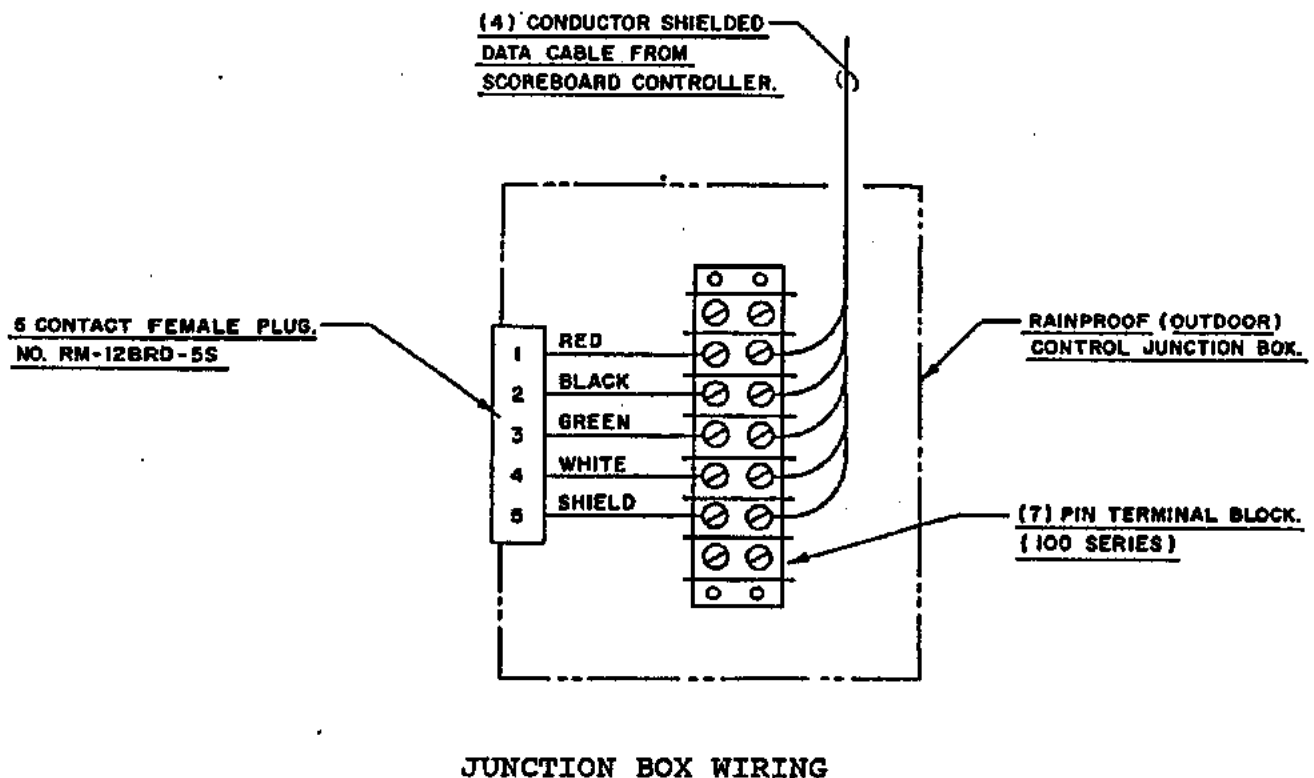 (4) CONDUCTOR SHIELDED
DATA CABLE FROM
SCOREBOARD CONTROLLER.
5 CONTACT FEMALE PLUG.
NO. RM-12BRD-5S
1 RED
2 BLACK
3 GREEN
4 WHITE
5 SHIELD
RAINPROOF (OUTDOOR)
CONTROL JUNCTION BOX.
(7) PIN TERMINAL BLOCK.
(100 SERIES)
JUNCTION BOX WIRING